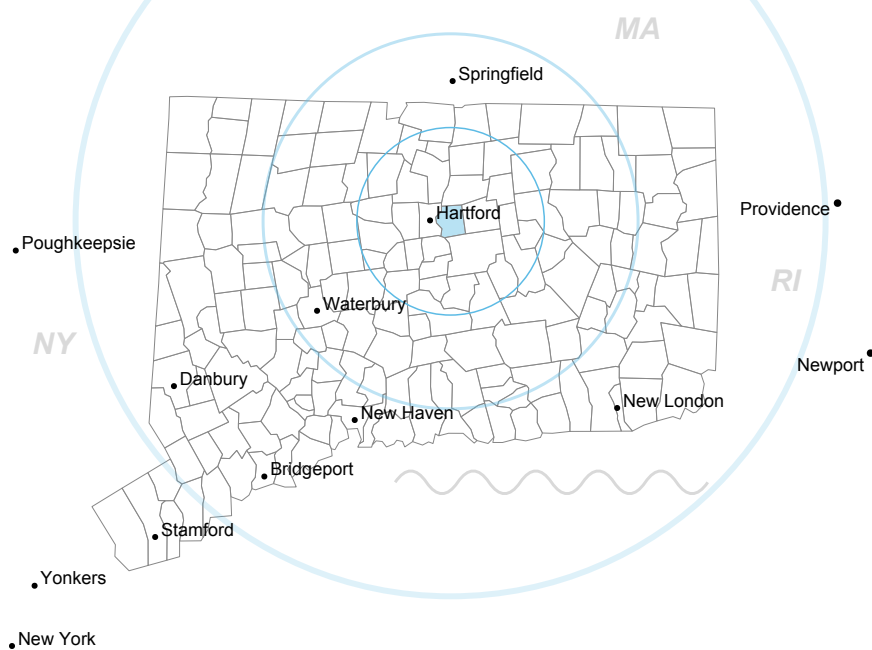 MA
Springfield
Providence
Hartford
Poughkeepsie
RI
Waterbury
NY
Newport
Danbury
New London
New Haven
Bridgeport
Stamford
Yonkers
New York